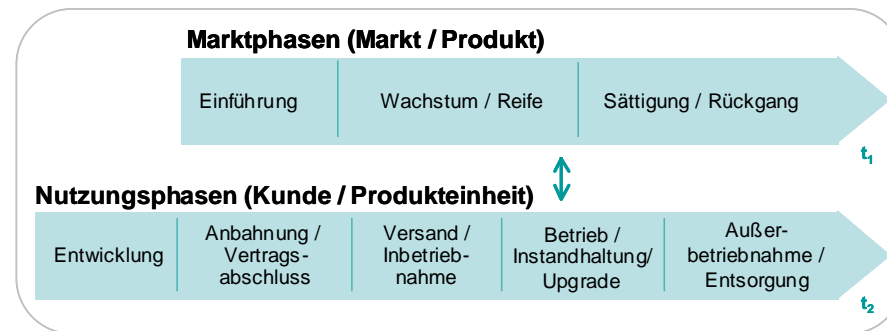 Marktphasen (Markt / Produkt)
Einführung
Wachstum / Reife
Sättigung / Rückgang
t1
Nutzungsphasen (Kunde / Produkteinheit)
Entwicklung
Anbahnung /
Vertrags-
abschluss
Versand /
Inbetrieb-
nahme
Betrieb /
Instandhaltung/
Upgrade
Außer-
betriebnahme /
Entsorgung
t2